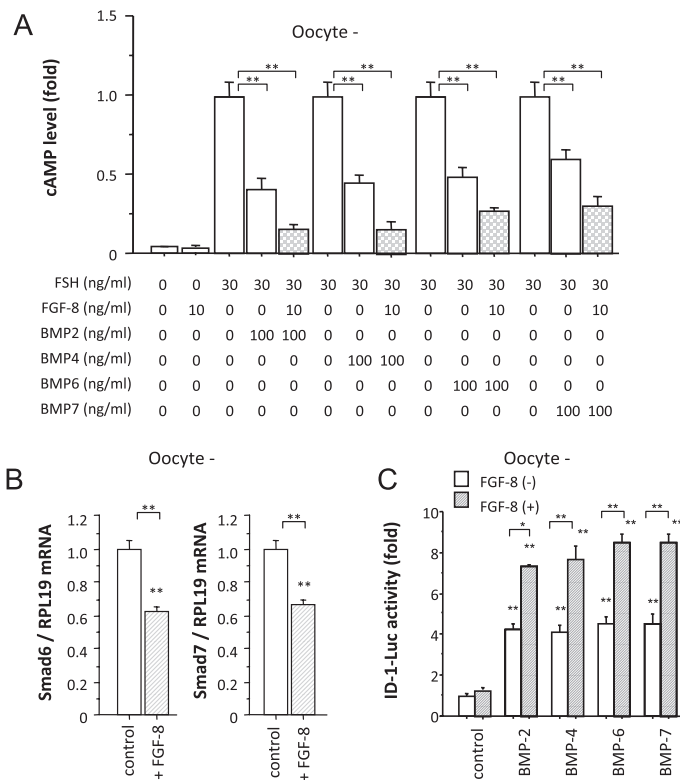 A
Oocyte -
cAMP level (fold)
1.5
1.0
0.5
0
** ** ** ** ** ** ** **
FSH (ng/ml) 0 0 30 30 30 30 30 30 30 30 30 30 30 30
FGF-8 (ng/ml) 0 10 0 0 10 0 0 10 0 0 10 0 0 10
BMP2 (ng/ml) 0 0 0 100 100 0 0 0 0 0 0 0 0 0
BMP4 (ng/ml) 0 0 0 0 0 0 100 100 0 0 0 0 0 0
BMP6 (ng/ml) 0 0 0 0 0 0 0 0 0 100 100 0 0 0
BMP7 (ng/ml) 0 0 0 0 0 0 0 0 0 0 0 0 100 100
B
Oocyte -
Smad6 / RPL19 mRNA
1.2
1.0
0.8
0.6
0.4
0.2
0
**
**
control
+ FGF-8
Smad7 / RPL19 mRNA
1.2
1.0
0.8
0.6
0.4
0.2
0
**
**
control
+ FGF-8
C
Oocyte -
FGF-8 (-)
FGF-8 (+)
ID-1-Luc activity (fold)
10
8
6
4
2
0
* ** ** **
** ** ** **
** ** ** **
control
BMP-2
BMP-4
BMP-6
BMP-7